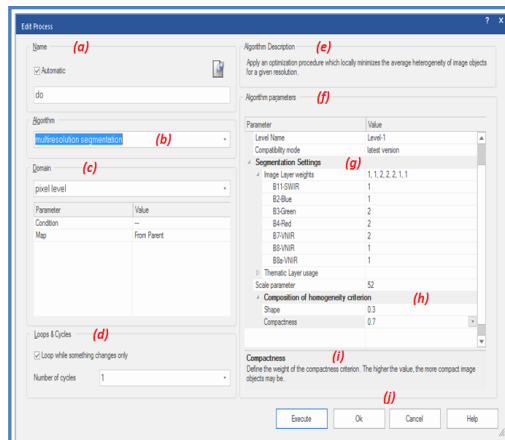 Edit Process
? X
Name (a)
Automatic
do
Algorithm
multiresolution segmentation (b)
Domain (c)
pixel level
Parameter Value
Condition ---
Map From Parent
Loops & Cycles (d)
Loop while something changes only
Number of cycles 1
Algorithm Description (e)
Apply an optimization procedure which locally minimizes the average heterogeneity of image objects
for a given resolution.
Algorithm parameters (f)
Parameter Value
Level Name Level-1
Compatibility mode latest version
Segmentation Settings (g)
Image Layer weights 1, 1, 2, 2, 2, 1, 1
B11-SWIR 1
B2-Blue 1
B3-Green 2
B4-Red 2
B7-VNIR 2
B8-VNIR 1
B8a-VNIR 1
Thematic Layer usage
Scale parameter 52
Composition of homogeneity criterion (h)
Shape 0.3
Compactness 0.7
Compactness (i)
Define the weight of the compactness criterion. The higher the value, the more compact image
objects may be.
(j)
Execute Ok Cancel Help